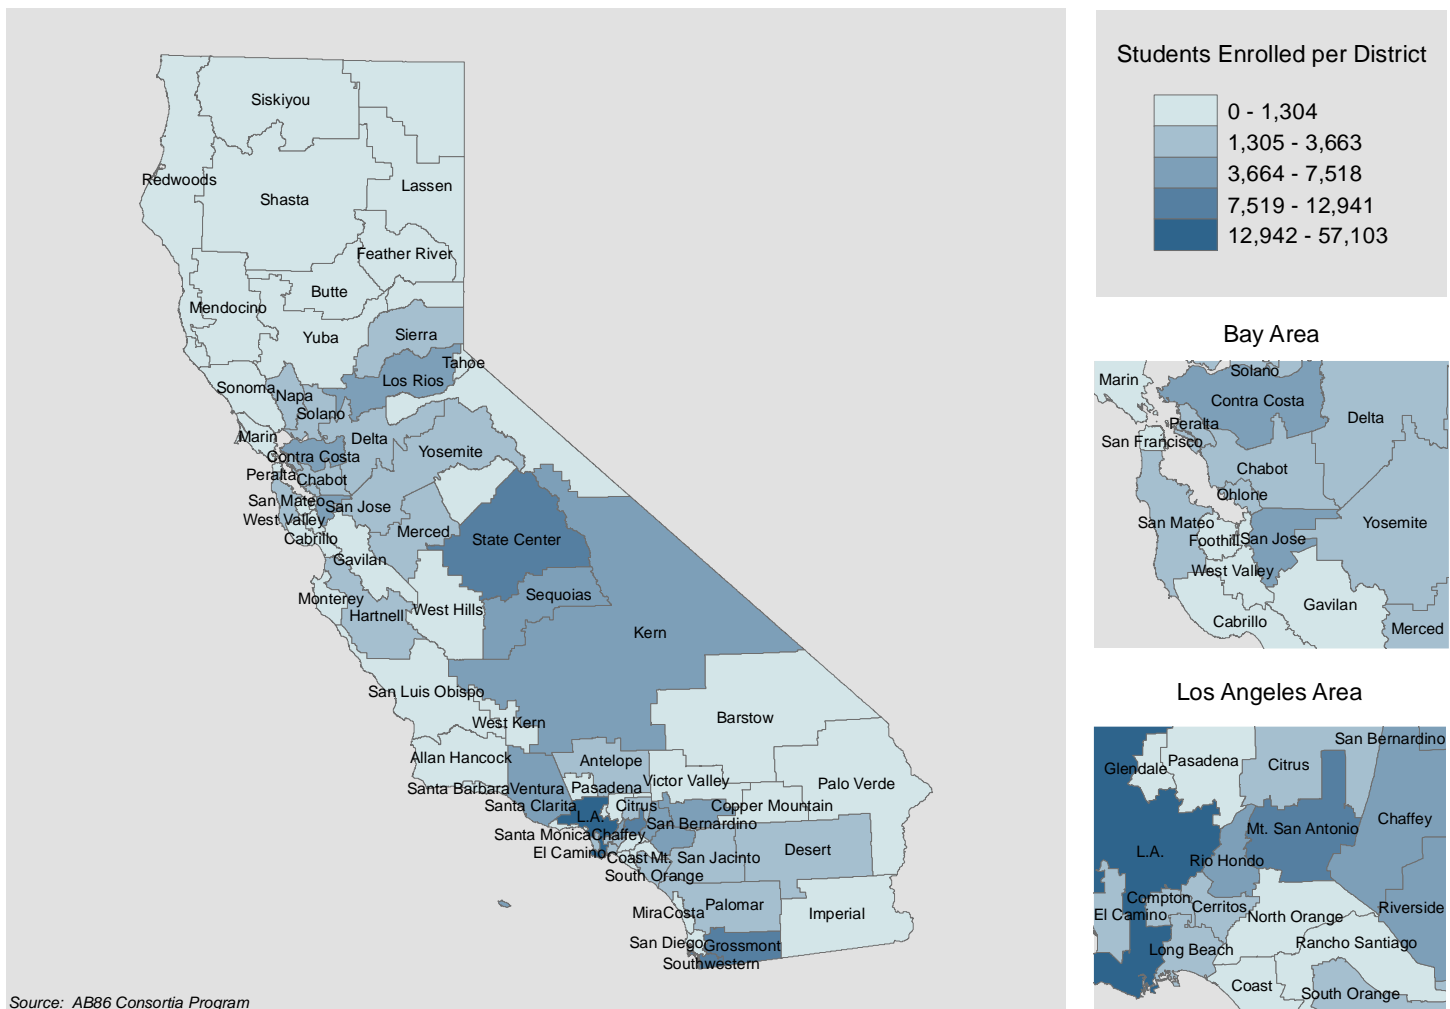 Siskiyou
Redwoods
Lassen
Shasta
Feather River
Butte
Mendocino
Yuba
Sierra
Tahoe
Los Rios
Sonoma
Napa
Solano
Marin
Delta
Contra Costa
Yosemite
Peralta
Chabot
San Mateo
San Jose
West Valley
Merced
Cabrillo
State Center
Gavilan
Monterey
Sequoias
West Hills
Hartnell
Kern
San Luis Obispo
Barstow
West Kern
Allan Hancock
Antelope
Victor Valley
Palo Verde
Santa Barbara
Ventura
Pasadena
Santa Clarita
Citrus
Copper Mountain
L.A.
San Bernardino
Santa Monica
Chaffey
El Camino
Coast
Mt. San Jacinto
Desert
South Orange
Palomar
MiraCosta
Imperial
San Diego
Grossmont
Southwestern
Source: AB86 Consortia Program
Students Enrolled per District
0 - 1,304
1,305 - 3,663
3,664 - 7,518
7,519 - 12,941
12,942 - 57,103
Bay Area
Solano
Marin
Contra Costa
Delta
Peralta
San Francisco
Chabot
Ohlone
San Mateo
Yosemite
Foothill
San Jose
West Valley
Gavilan
Cabrillo
Merced
Los Angeles Area
San Bernardino
Glendale
Pasadena
Citrus
Chaffey
Mt. San Antonio
L.A.
Rio Hondo
Compton
El Camino
Cerritos
Riverside
North Orange
Long Beach
Rancho Santiago
Coast
South Orange